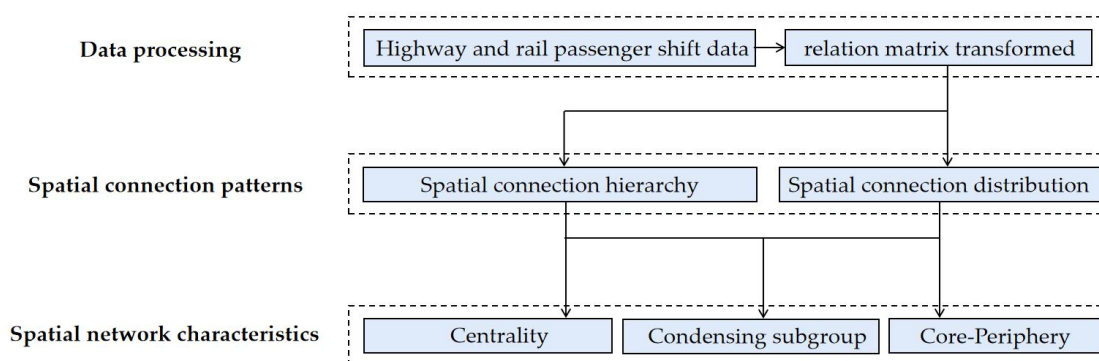 Data processing
Highway and rail passenger shift data
relation matrix transformed
Spatial connection patterns
Spatial connection hierarchy
Spatial connection distribution
Spatial network characteristics
Centrality
Condensing subgroup
Core-Periphery